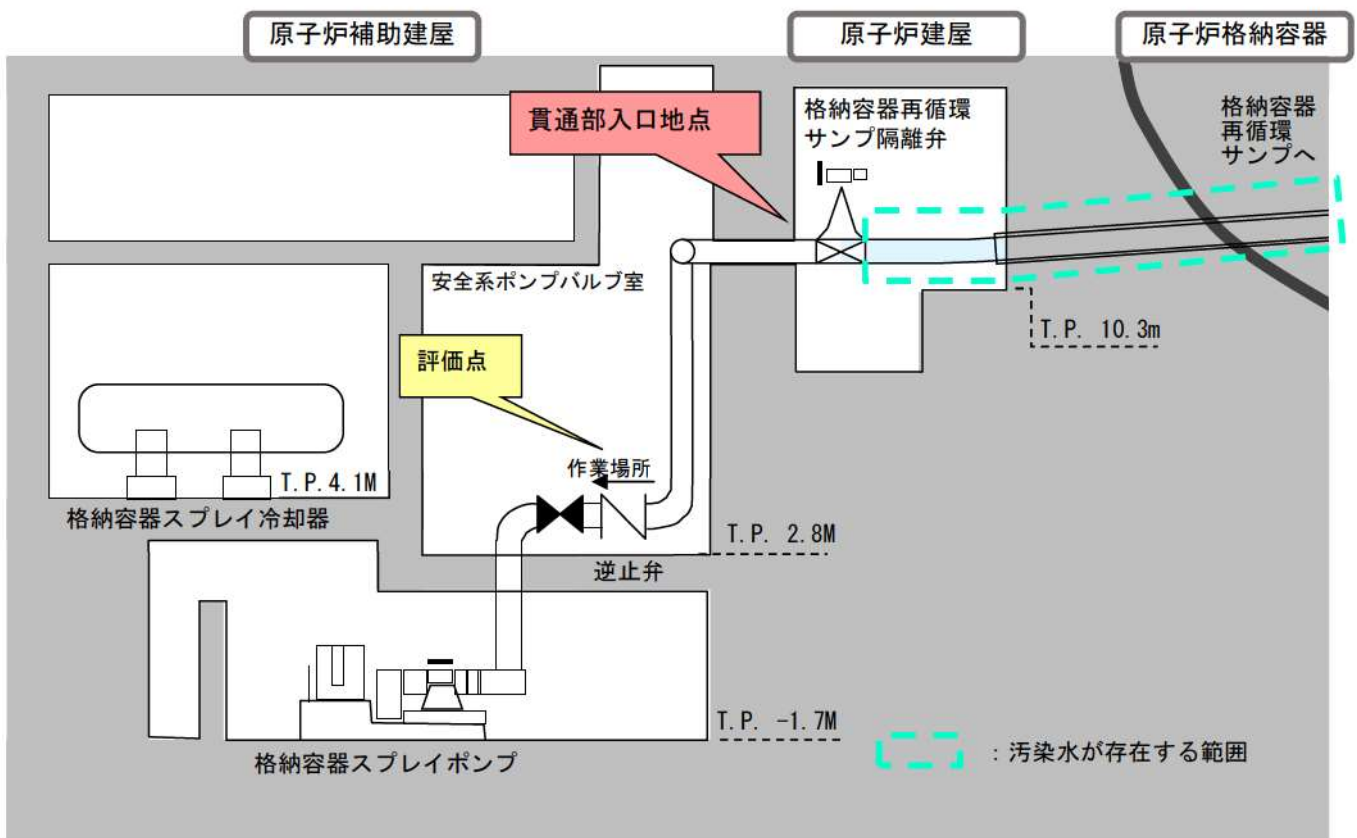 原子炉補助建屋
原子炉建屋
原子炉格納容器
貫通部入口地点
格納容器再循環
サンプ隔離弁
格納容器
再循環
サンプへ
安全系ポンプバルブ室
T.P. 10.3m
評価点
作業場所
T.P.4.1M
格納容器スプレイ冷却器
T.P. 2.8M
逆止弁
T.P. -1.7M
格納容器スプレイポンプ
:汚染水が存在する範囲